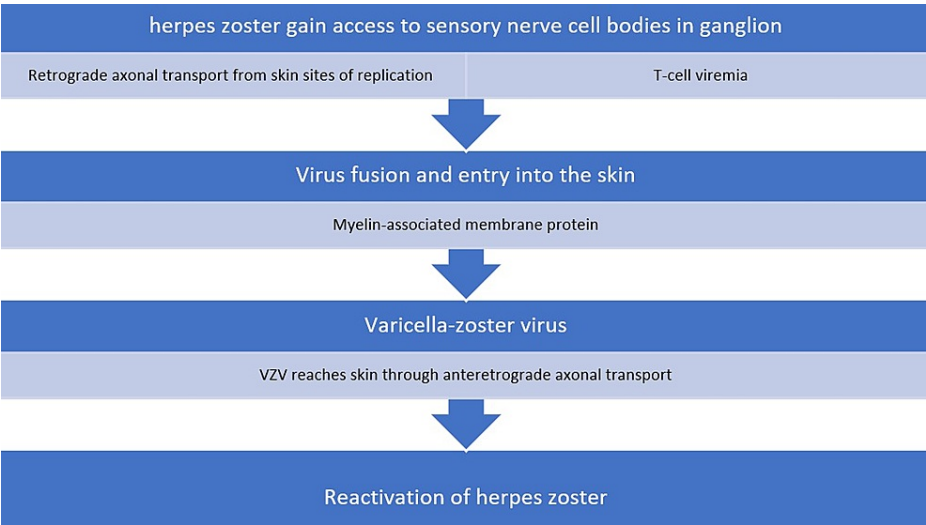 herpes zoster gain access to sensory nerve cell bodies in ganglion
Retrograde axonal transport from skin sites of replication
T-cell viremia
Virus fusion and entry into the skin
Myelin-associated membrane protein
Varicella-zoster virus
VZV reaches skin through anteretrograde axonal transport
Reactivation of herpes zoster